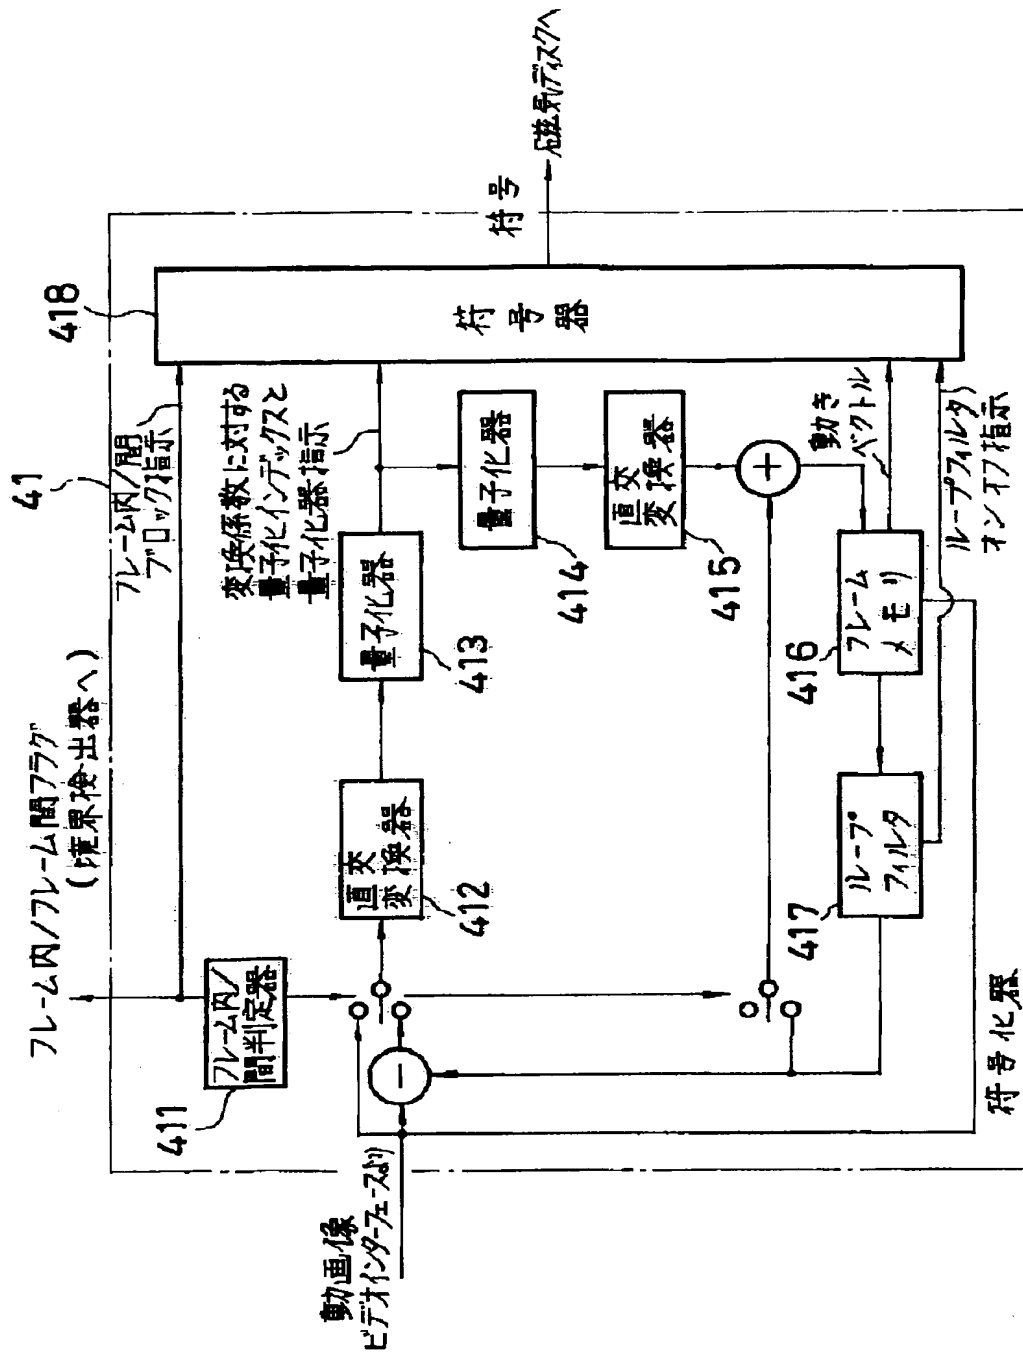 フレーム内/フレーム間フラグ
(境界検出器へ)
41
フレーム内/間
ブロック指示
418
符号
磁気ディスクへ
フレーム内/
間判定器
411
変換係数に対する
量子化インデックスと
量子化器指示
符号器
直交
変換器
412
量子化器
413
量子化器
414
直交
変換器
415
動画像
ビデオインターフェースより)
−
+
動き
ベクトル
フレーム
メモリ
416
ループ
フィルタ
417
ループフィルタ)
オンオフ指示
符号化器